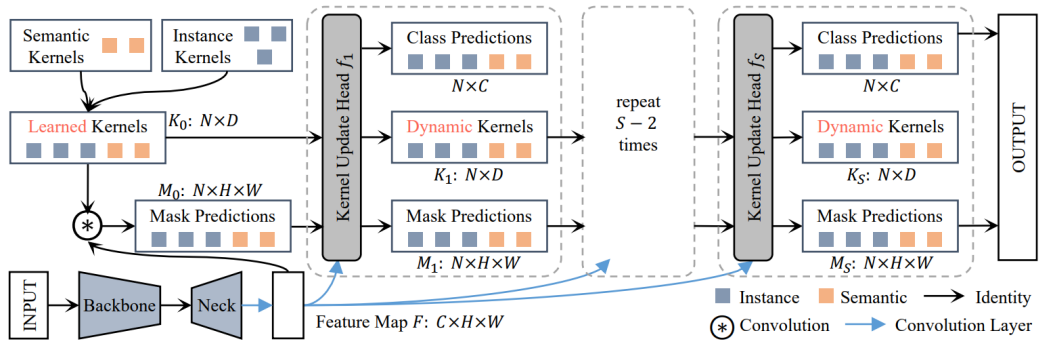 Semantic
Kernels
Instance
Kernels
Learned Kernels
K₀: N×D
M₀: N×H×W
Mask Predictions
INPUT
Backbone
Neck
Feature Map F: C×H×W
Kernel Update Head f₁
Class Predictions
N×C
Dynamic Kernels
K₁: N×D
Mask Predictions
M₁: N×H×W
repeat
S − 2
times
Kernel Update Head f_S
Class Predictions
N×C
Dynamic Kernels
K_S: N×D
Mask Predictions
M_S: N×H×W
OUTPUT
Instance
Semantic
Identity
Convolution
Convolution Layer